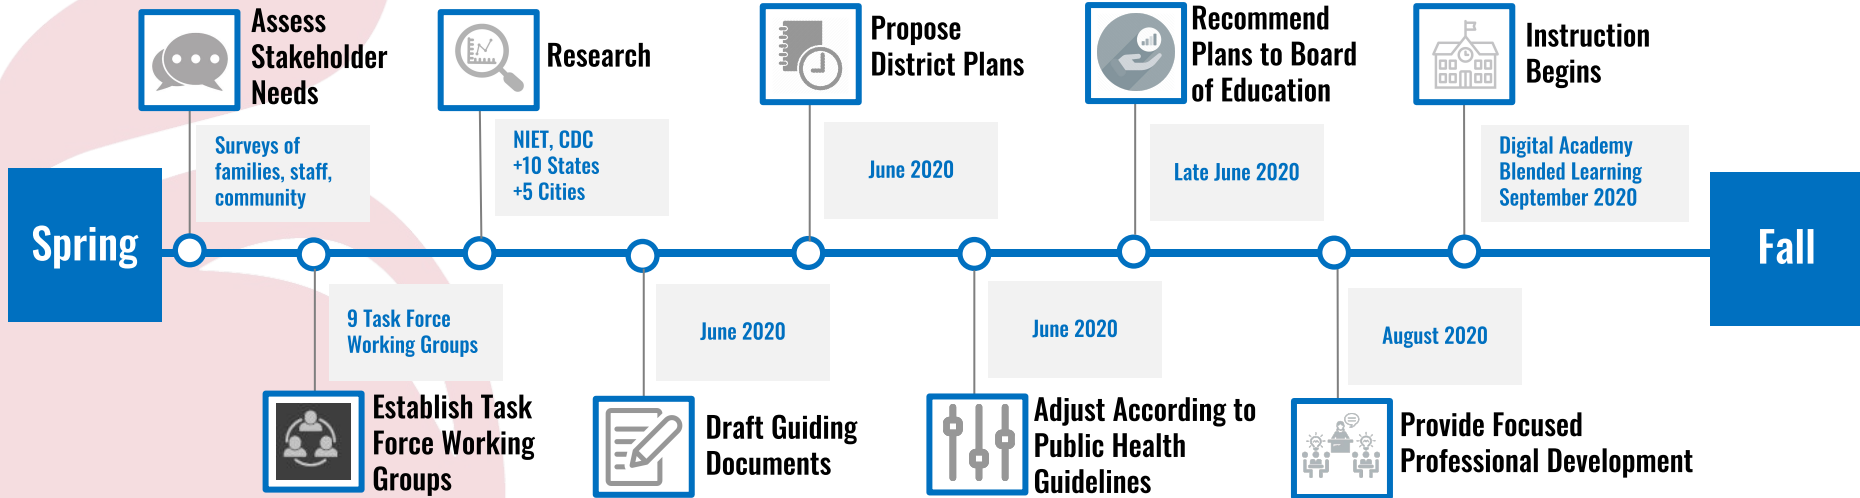 Spring
Assess
Stakeholder
Needs
Surveys of
families, staff,
community
9 Task Force
Working Groups
Establish Task
Force Working
Groups
Research
NIET, CDC
+10 States
+5 Cities
June 2020
Draft Guiding
Documents
Propose
District Plans
June 2020
June 2020
Adjust According to
Public Health
Guidelines
Recommend
Plans to Board
of Education
Late June 2020
August 2020
Provide Focused
Professional Development
Instruction
Begins
Digital Academy
Blended Learning
September 2020
Fall